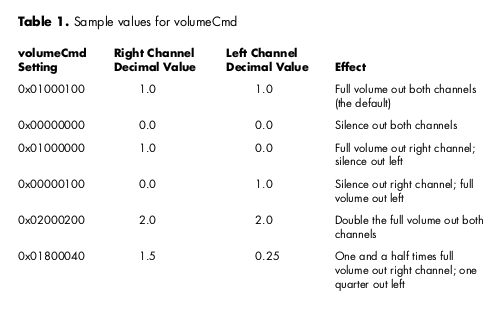 Table 1. Sample values for volumeCmd
volumeCmd Right Channel Left Channel
Setting Decimal Value Decimal Value Effect
0x01000100 1.0 1.0 Full volume out both channels
(the default)
0x00000000 0.0 0.0 Silence out both channels
0x01000000 1.0 0.0 Full volume out right channel;
silence out left
0x00000100 0.0 1.0 Silence out right channel; full
volume out left
0x02000200 2.0 2.0 Double the full volume out both
channels
0x01800040 1.5 0.25 One and a half times full
volume out right channel; one
quarter out left